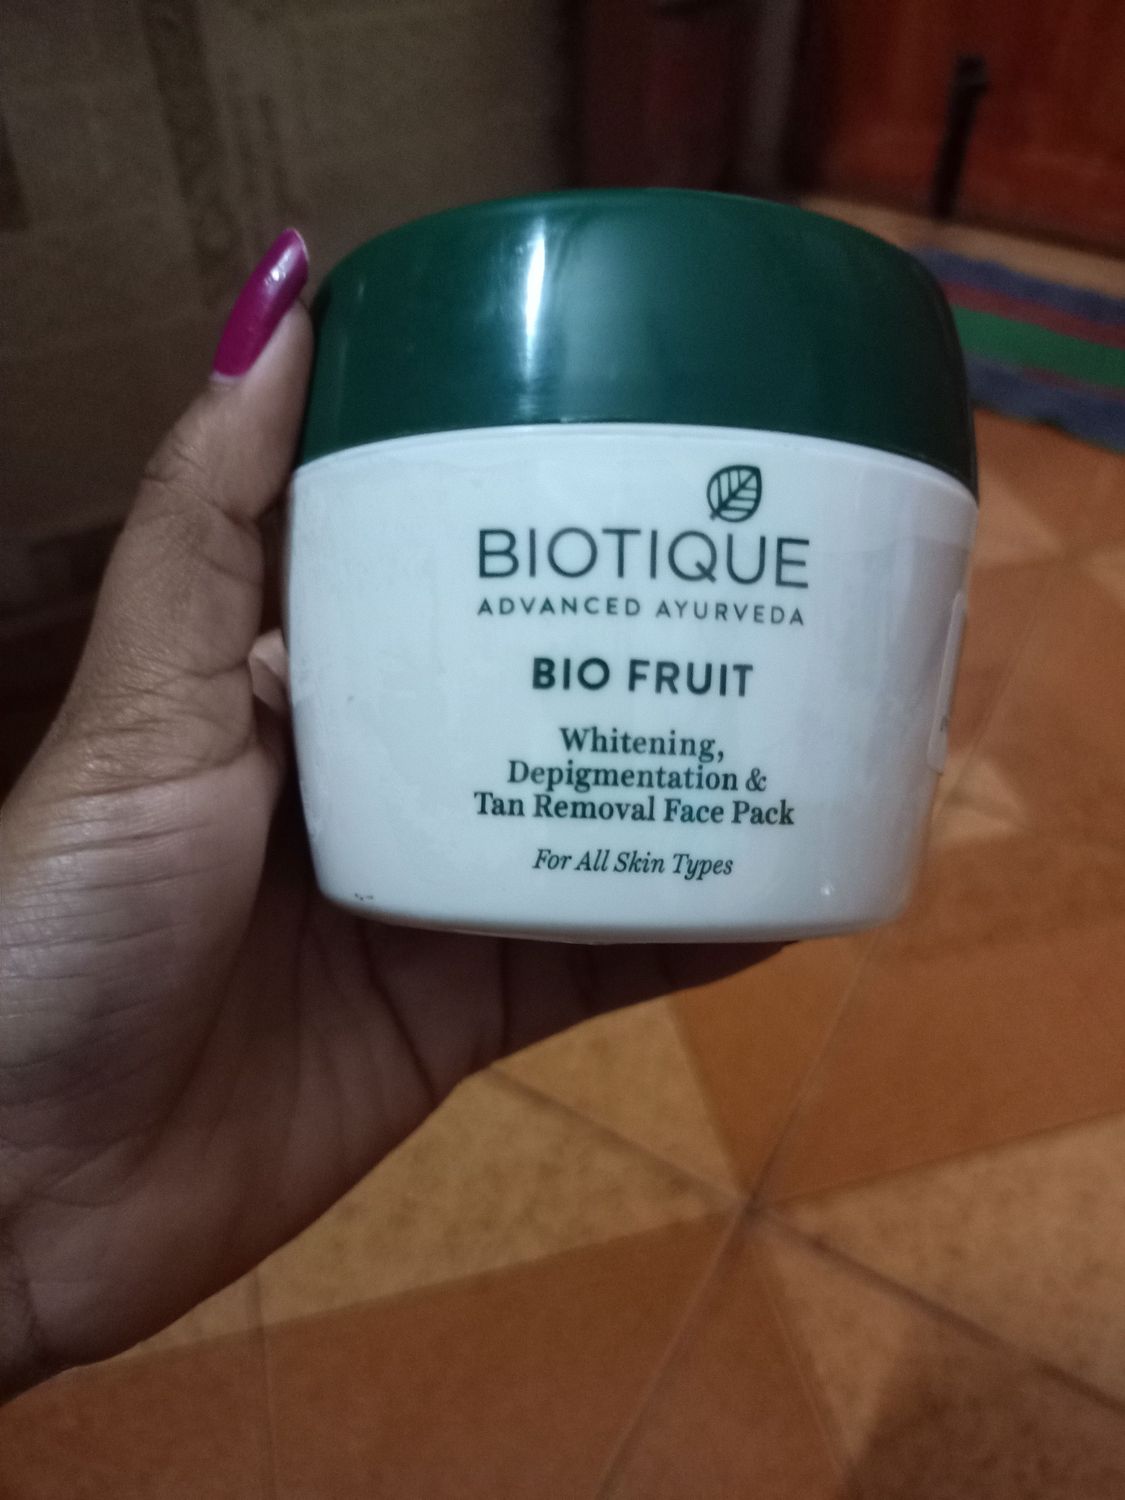 BIOTIQUE
ADVANCED AYURVEDA
BIO FRUIT
Whitening,
Depigmentation &
Tan Removal Face Pack
For All Skin Types